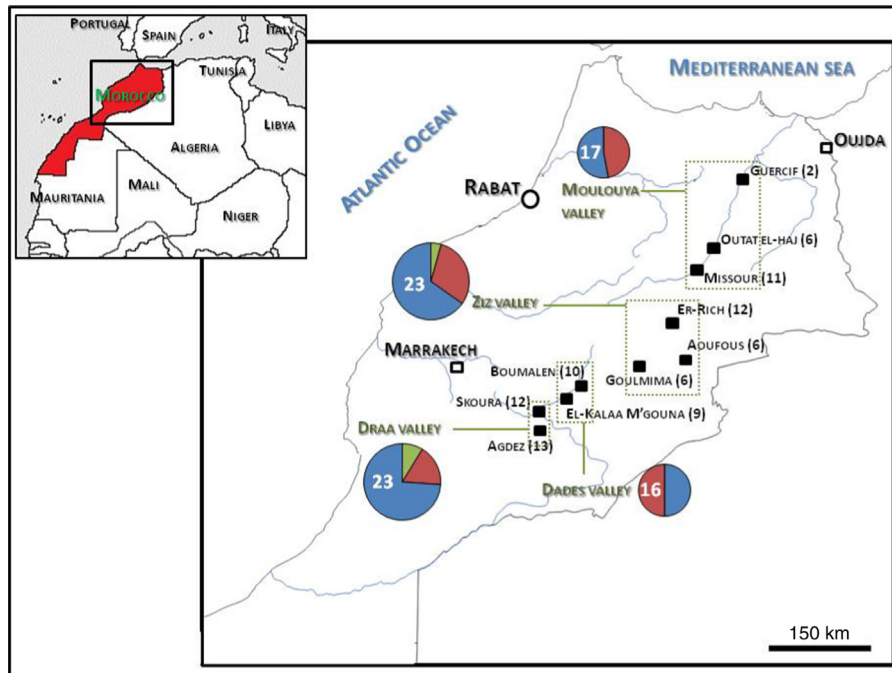 PORTUGAL
SPAIN
ITALY
TUNISIA
MOROCCO
ALGERIA
LIBYA
MAURITANIA
MALI
NIGER
MEDITERRANEAN SEA
ATLANTIC OCEAN
OUJDA
17
GUERCIF (2)
RABAT
MOULOUYA
VALLEY
OUTAT EL-HAJ (6)
MISSOUR (11)
23
ZIZ VALLEY
ER-RICH (12)
AOUFOUS (6)
MARRAKECH
BOUMALEN (10)
GOULMIMA (6)
SKOURA (12)
EL-KALAA M'GOUNA (9)
DRAA VALLEY
AGDEZ (13)
23
DADES VALLEY
16
150 km